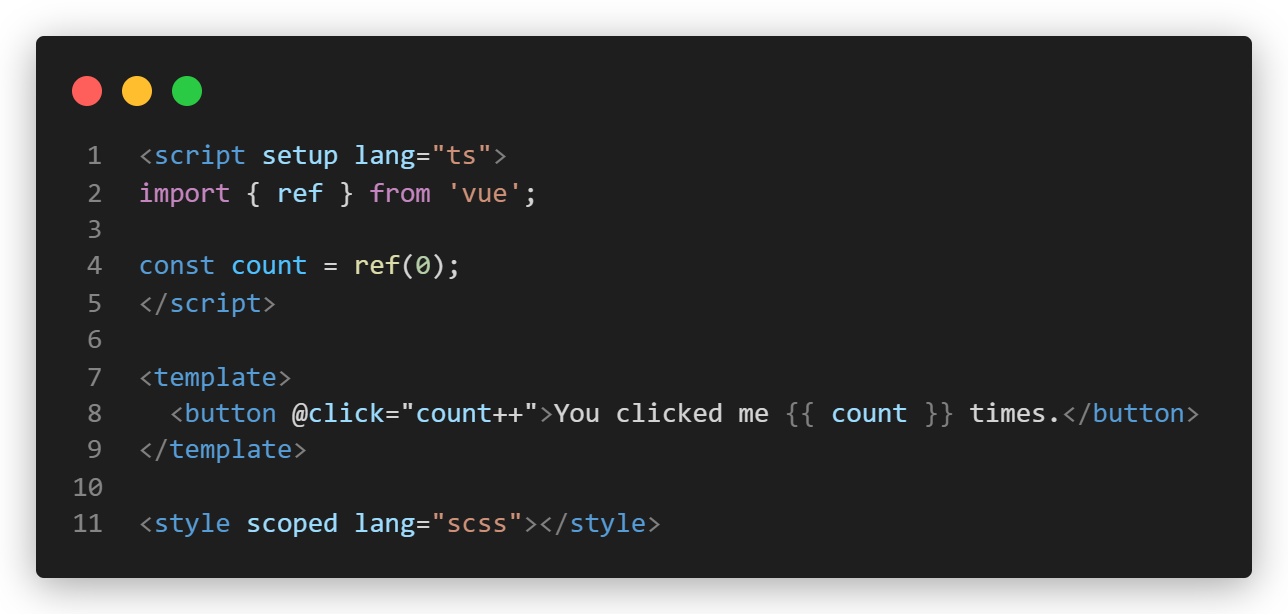 1 <script setup lang="ts">
2 import { ref } from 'vue';
3
4 const count = ref(0);
5 </script>
6
7 <template>
8   <button @click="count++">You clicked me {{ count }} times.</button>
9 </template>
10
11 <style scoped lang="scss"></style>